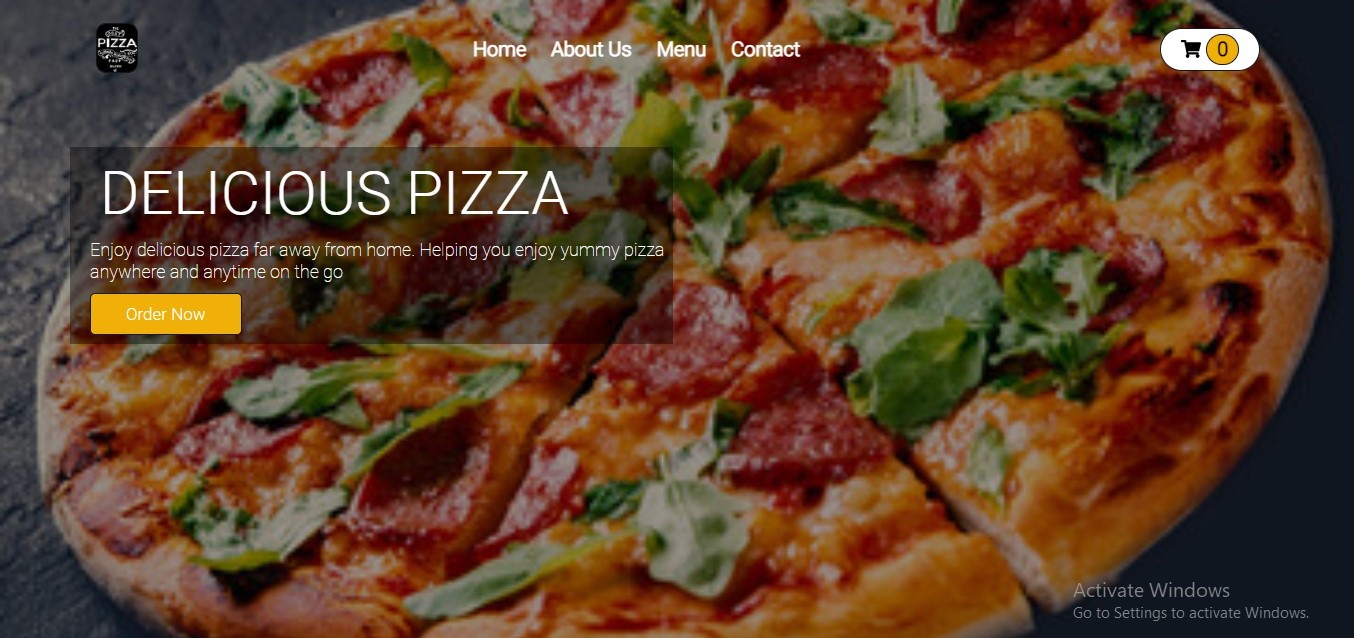 PIZZA
Home About Us Menu Contact
0
DELICIOUS PIZZA
Enjoy delicious pizza far away from home. Helping you enjoy yummy pizza
anywhere and anytime on the go
Order Now
Activate Windows
Go to Settings to activate Windows.